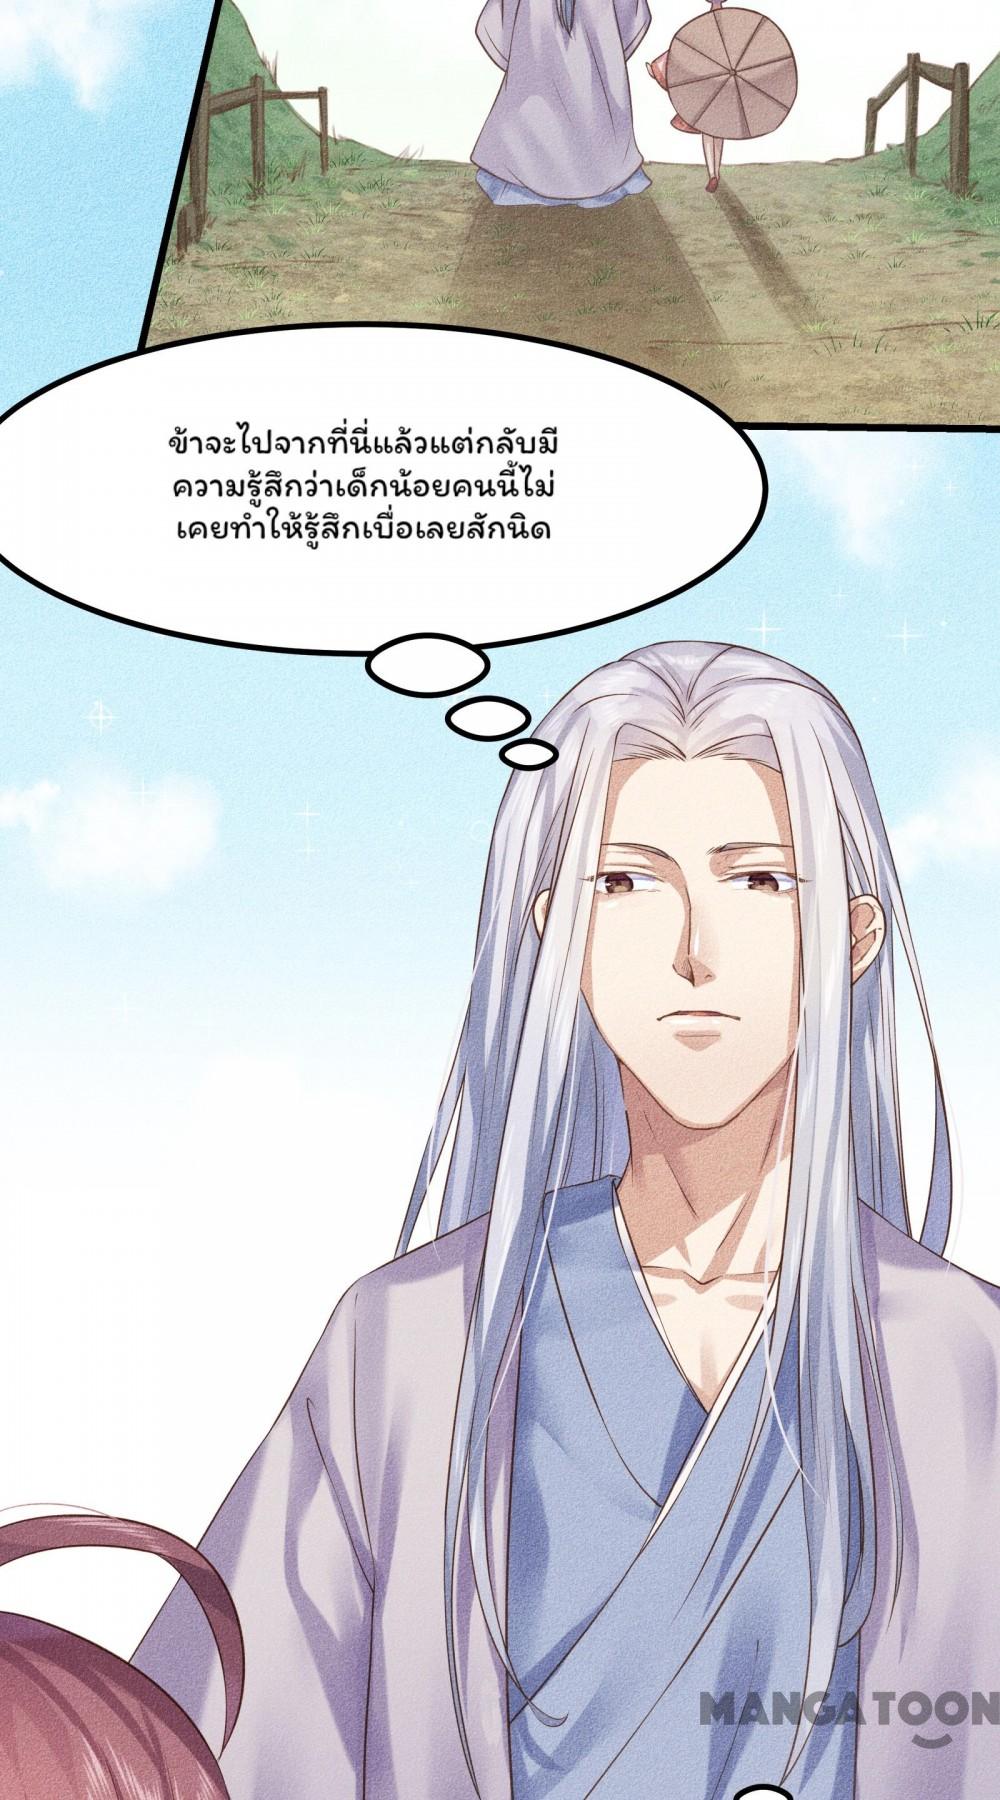 ข้าจะไปจากที่นี่แล้วแต่กลับมี
ความรู้สึกว่าเด็กน้อยคนนี้ไม่
เคยทำให้รู้สึกเบื่อเลยสักนิด
MANGATOON